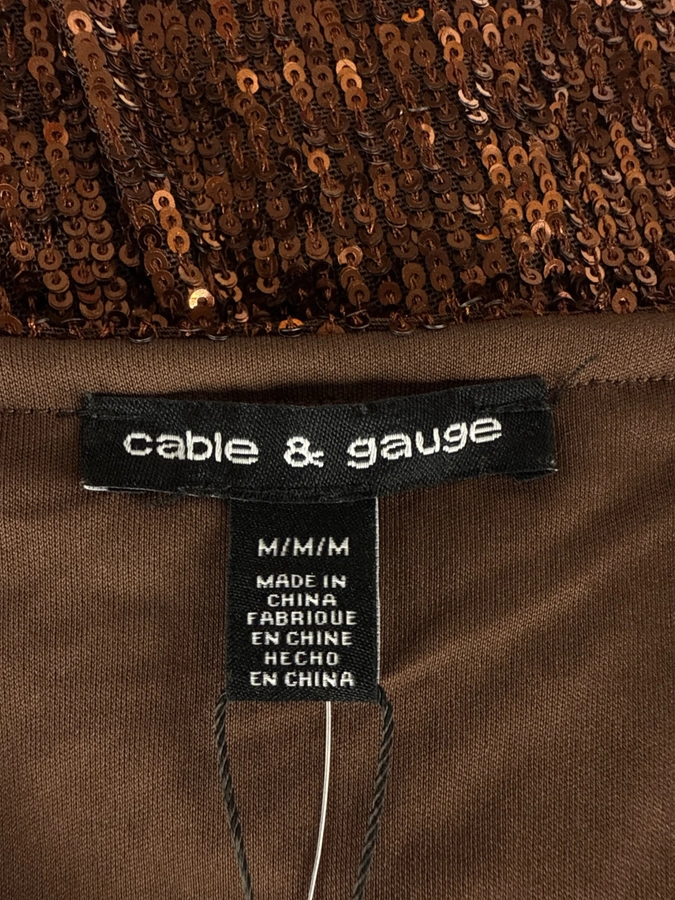 cable & gauge
M/M/M
MADE IN
CHINA
FABRIQUE
EN CHINE
HECHO
EN CHINA